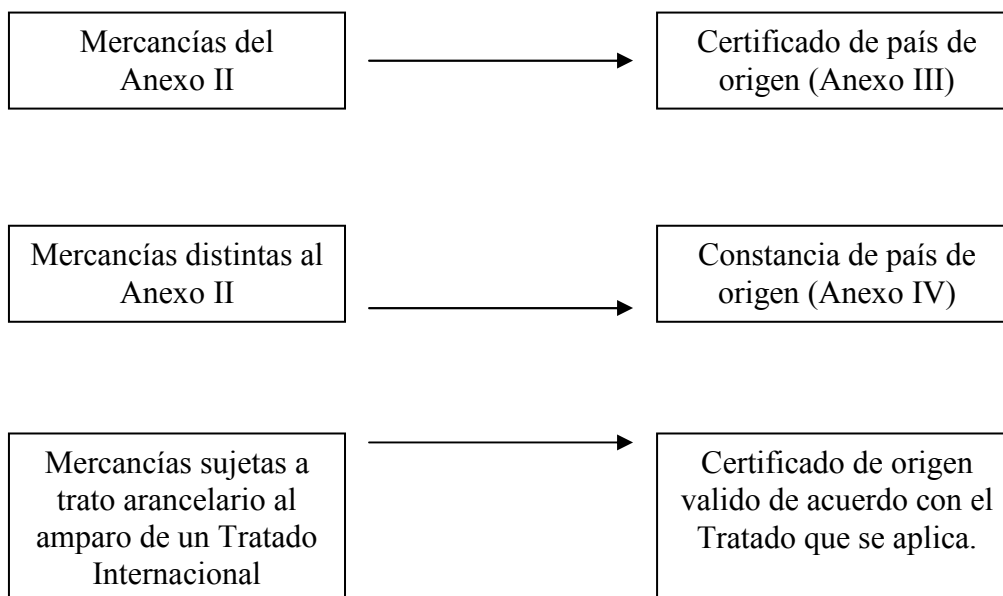 Mercancías del
Anexo II
Certificado de país de
origen (Anexo III)
Mercancías distintas al
Anexo II
Constancia de país de
origen (Anexo IV)
Mercancías sujetas a
trato arancelario al
amparo de un Tratado
Internacional
Certificado de origen
valido de acuerdo con el
Tratado que se aplica.